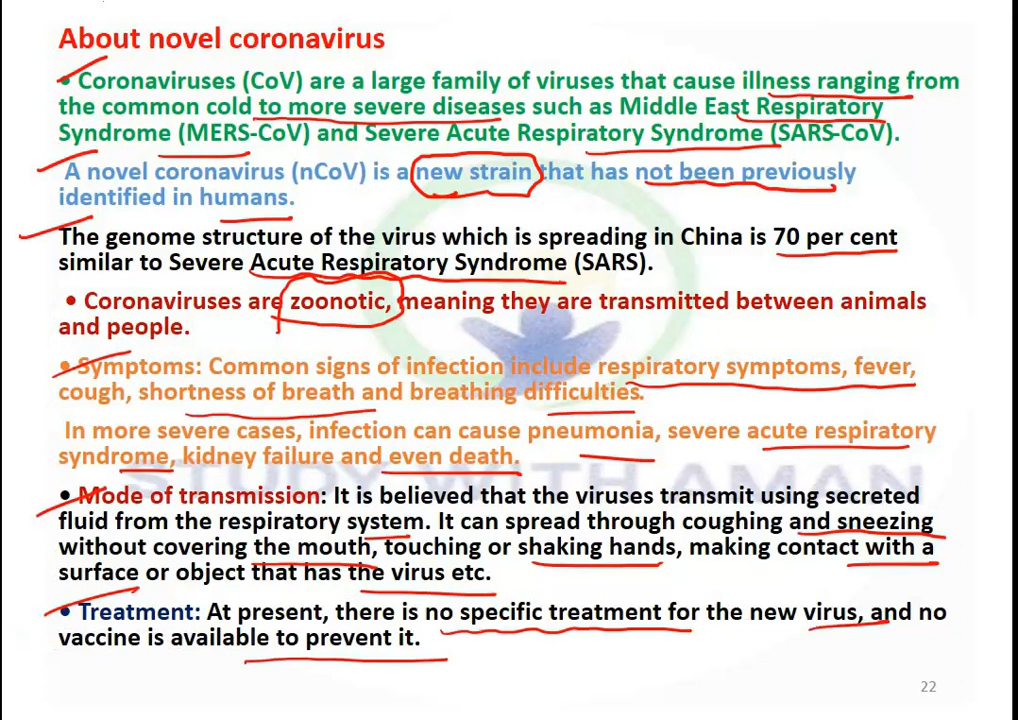 About novel coronavirus
• Coronaviruses (CoV) are a large family of viruses that cause illness ranging from
the common cold to more severe diseases such as Middle East Respiratory
Syndrome (MERS-CoV) and Severe Acute Respiratory Syndrome (SARS-CoV).
A novel coronavirus (nCoV) is a new strain that has not been previously
identified in humans.
The genome structure of the virus which is spreading in China is 70 per cent
similar to Severe Acute Respiratory Syndrome (SARS).
• Coronaviruses are zoonotic, meaning they are transmitted between animals
and people.
• Symptoms: Common signs of infection include respiratory symptoms, fever,
cough, shortness of breath and breathing difficulties.
In more severe cases, infection can cause pneumonia, severe acute respiratory
syndrome, kidney failure and even death.
STUDY WITH AMAN
• Mode of transmission: It is believed that the viruses transmit using secreted
fluid from the respiratory system. It can spread through coughing and sneezing
without covering the mouth, touching or shaking hands, making contact with a
surface or object that has the virus etc.
• Treatment: At present, there is no specific treatment for the new virus, and no
vaccine is available to prevent it.
22